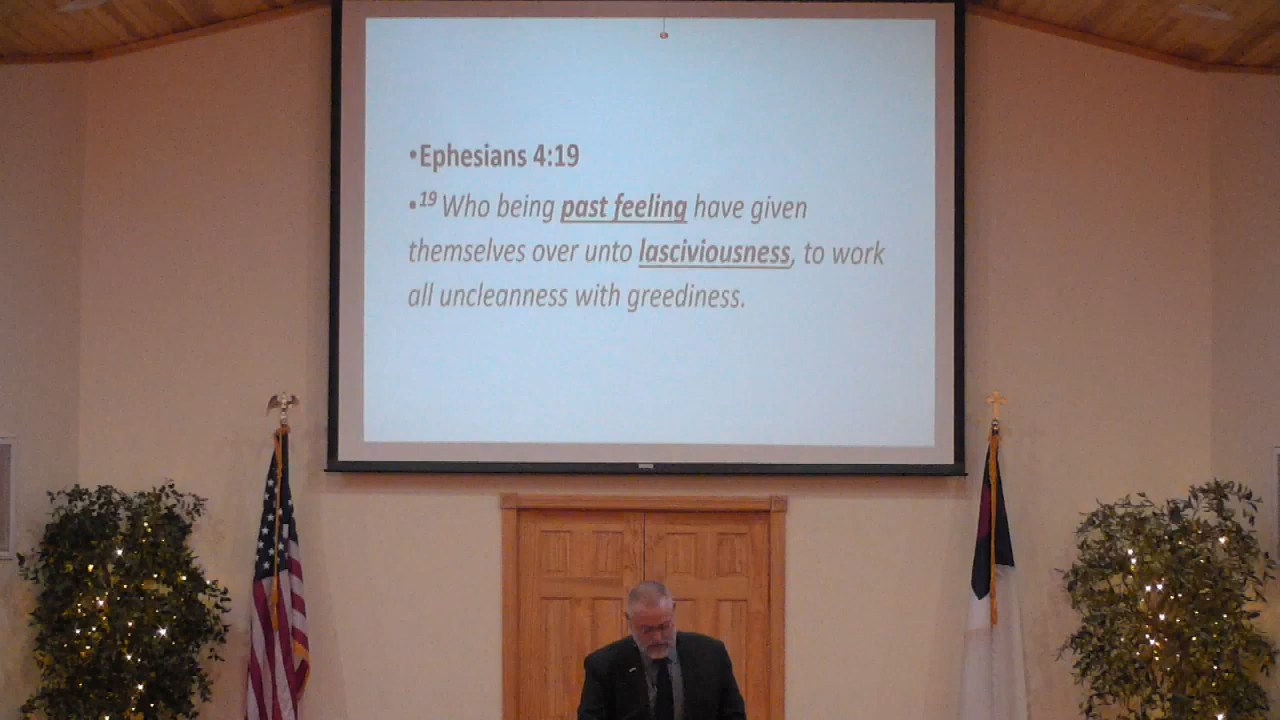 •Ephesians 4:19
•19 Who being past feeling have given
themselves over unto lasciviousness, to work
all uncleanness with greediness.